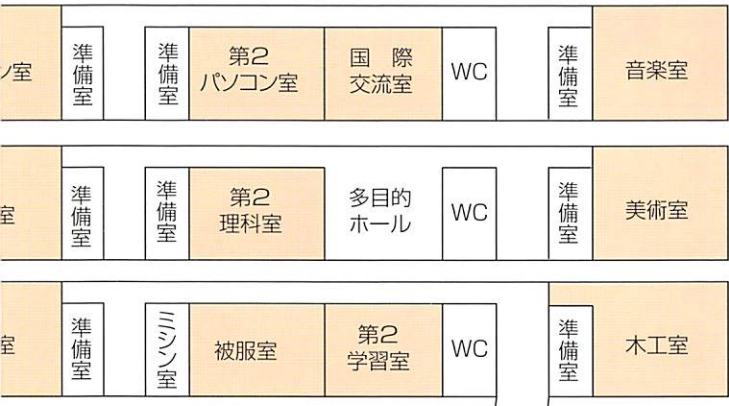 ン室
準備室
準備室
第2
パソコン室
国際
交流室
WC
準備室
音楽室
室
準備室
準備室
第2
理科室
多目的
ホール
WC
準備室
美術室
室
準備室
ミシン室
被服室
第2
学習室
WC
準備室
木工室